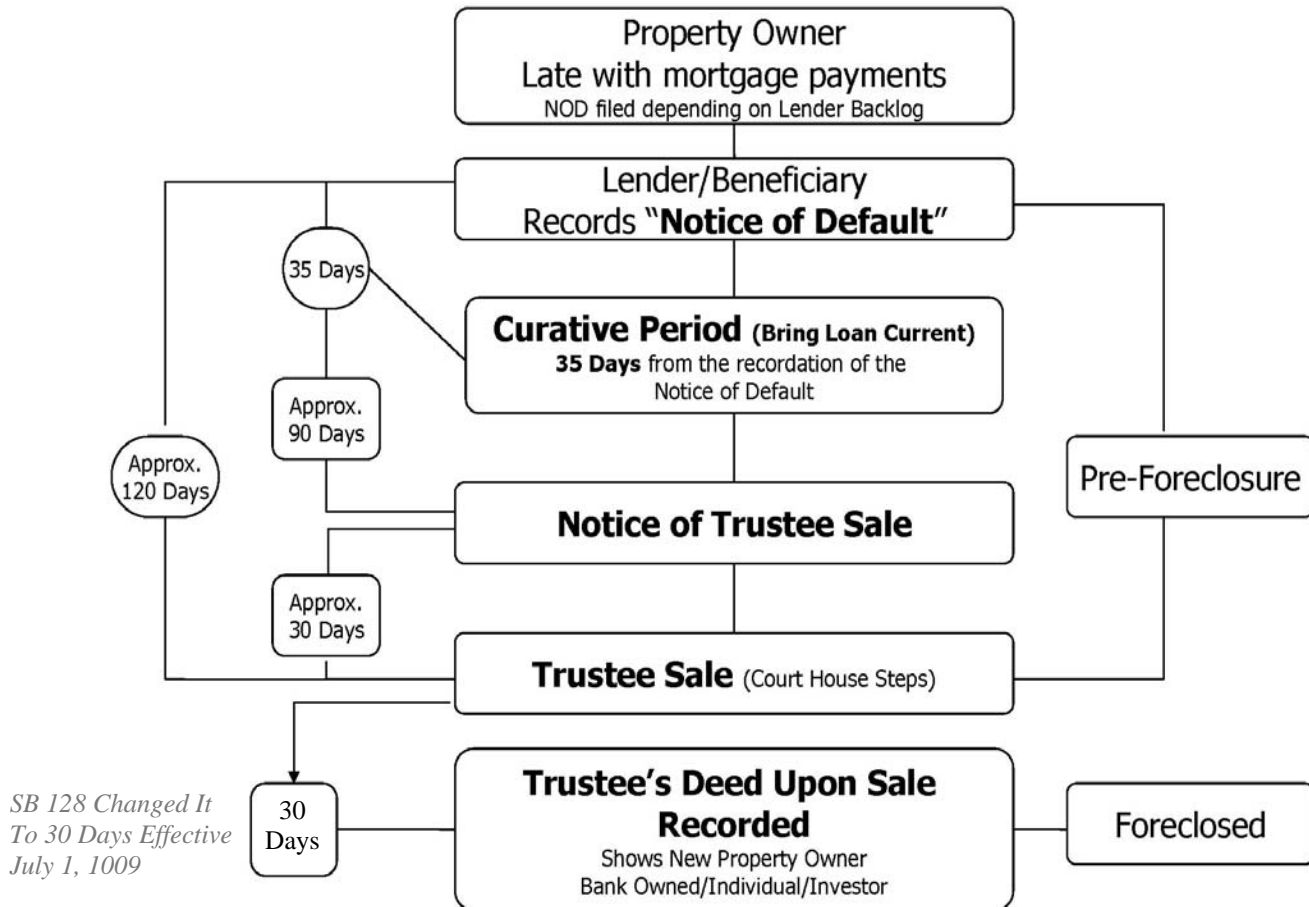 Property Owner
Late with mortgage payments
NOD filed depending on Lender Backlog
Lender/Beneficiary
Records “Notice of Default”
35 Days
Curative Period (Bring Loan Current)
35 Days from the recordation of the
Notice of Default
Approx.
90 Days
Approx.
120 Days
Pre-Foreclosure
Notice of Trustee Sale
Approx.
30 Days
Trustee Sale (Court House Steps)
SB 128 Changed It
To 30 Days Effective
July 1, 1009
30
Days
Trustee’s Deed Upon Sale
Recorded
Shows New Property Owner
Bank Owned/Individual/Investor
Foreclosed